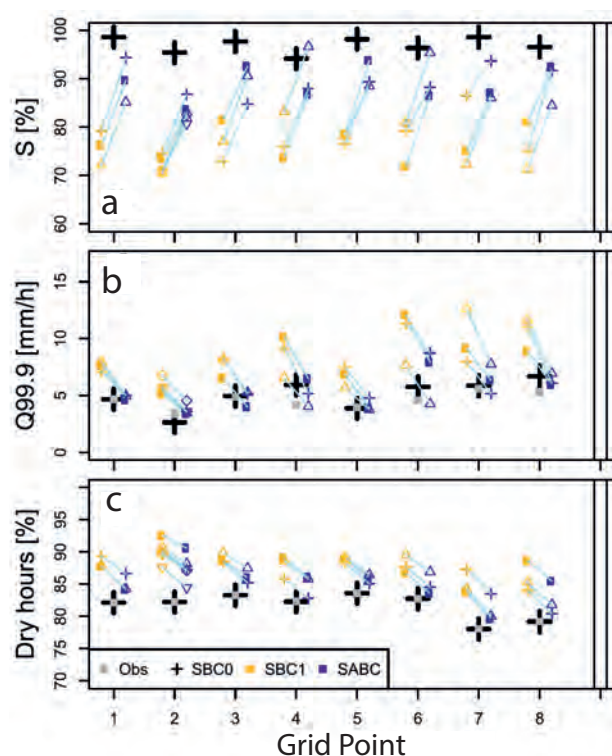 100
90
80
70
60
S [%]
a
15
10
5
0
Q99.9 [mm/h]
b
95
90
85
80
75
70
Dry hours [%]
c
Obs SBC0 SBC1 SABC
1 2 3 4 5 6 7 8
Grid Point